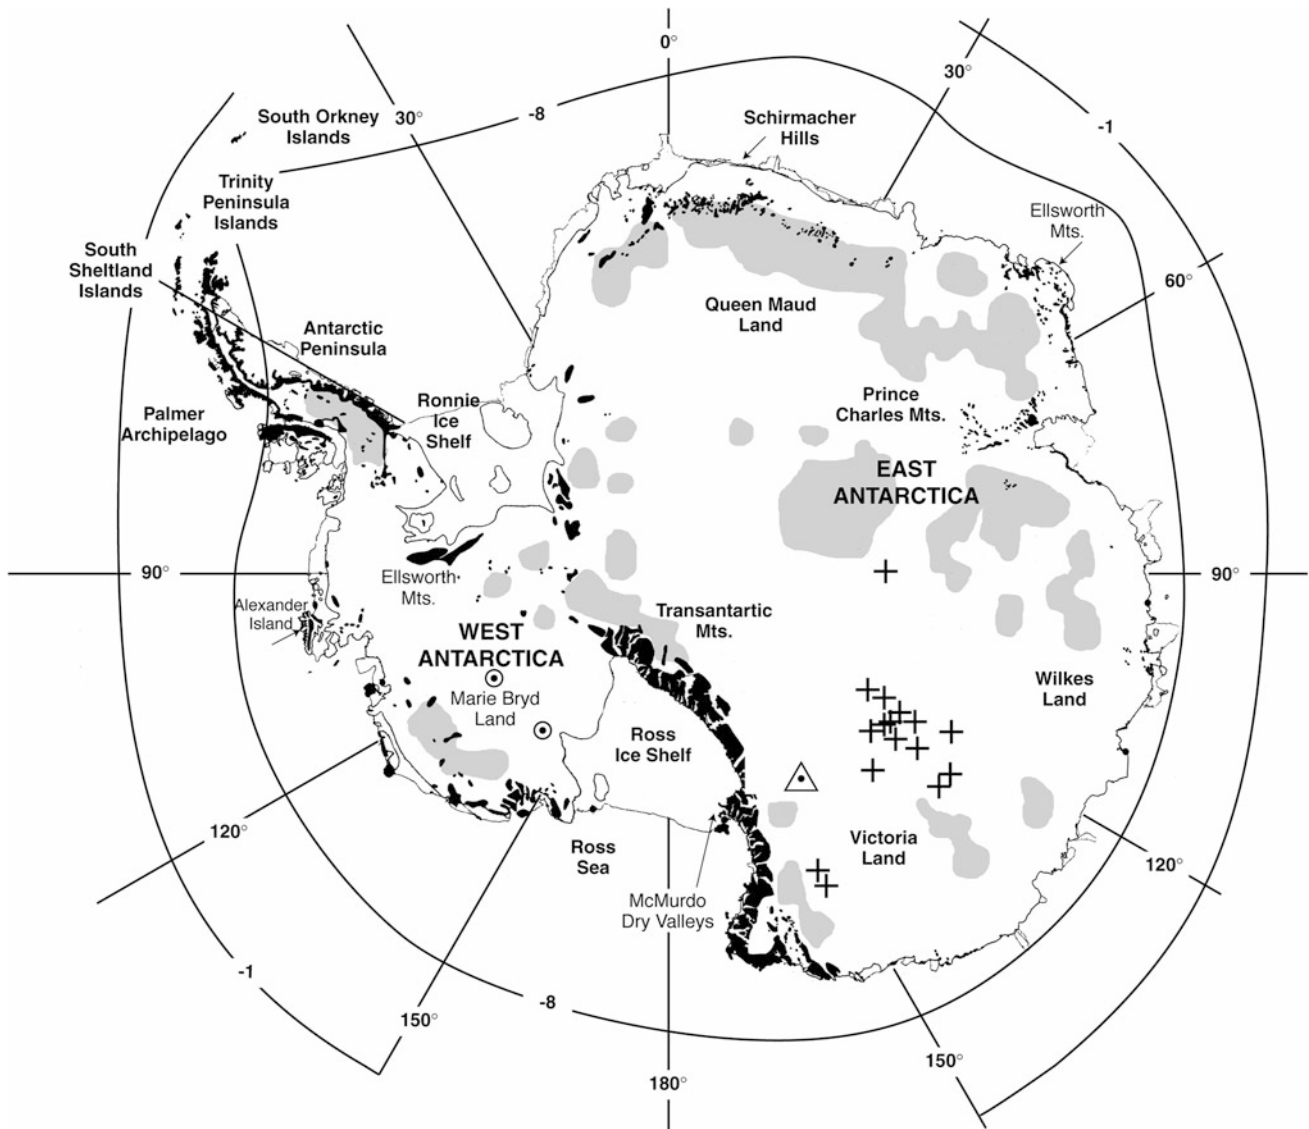 0°
30°
-8
30°
-1
South Orkney
Islands
Schirmacher
Hills
Trinity
Peninsula
Islands
Ellsworth
Mts.
South
Sheltland
Islands
60°
Queen Maud
Land
Antarctic
Peninsula
Palmer
Archipelago
Ronnie
Ice
Shelf
Prince
Charles Mts.
EAST
ANTARCTICA
90°
Ellsworth
Mts.
90°
Alexander
Island
Transantartic
Mts.
WEST
ANTARCTICA
Marie Bryd
Land
Wilkes
Land
Ross
Ice Shelf
120°
Ross
Sea
Victoria
Land
120°
McMurdo
Dry Valleys
-1
-8
150°
150°
180°